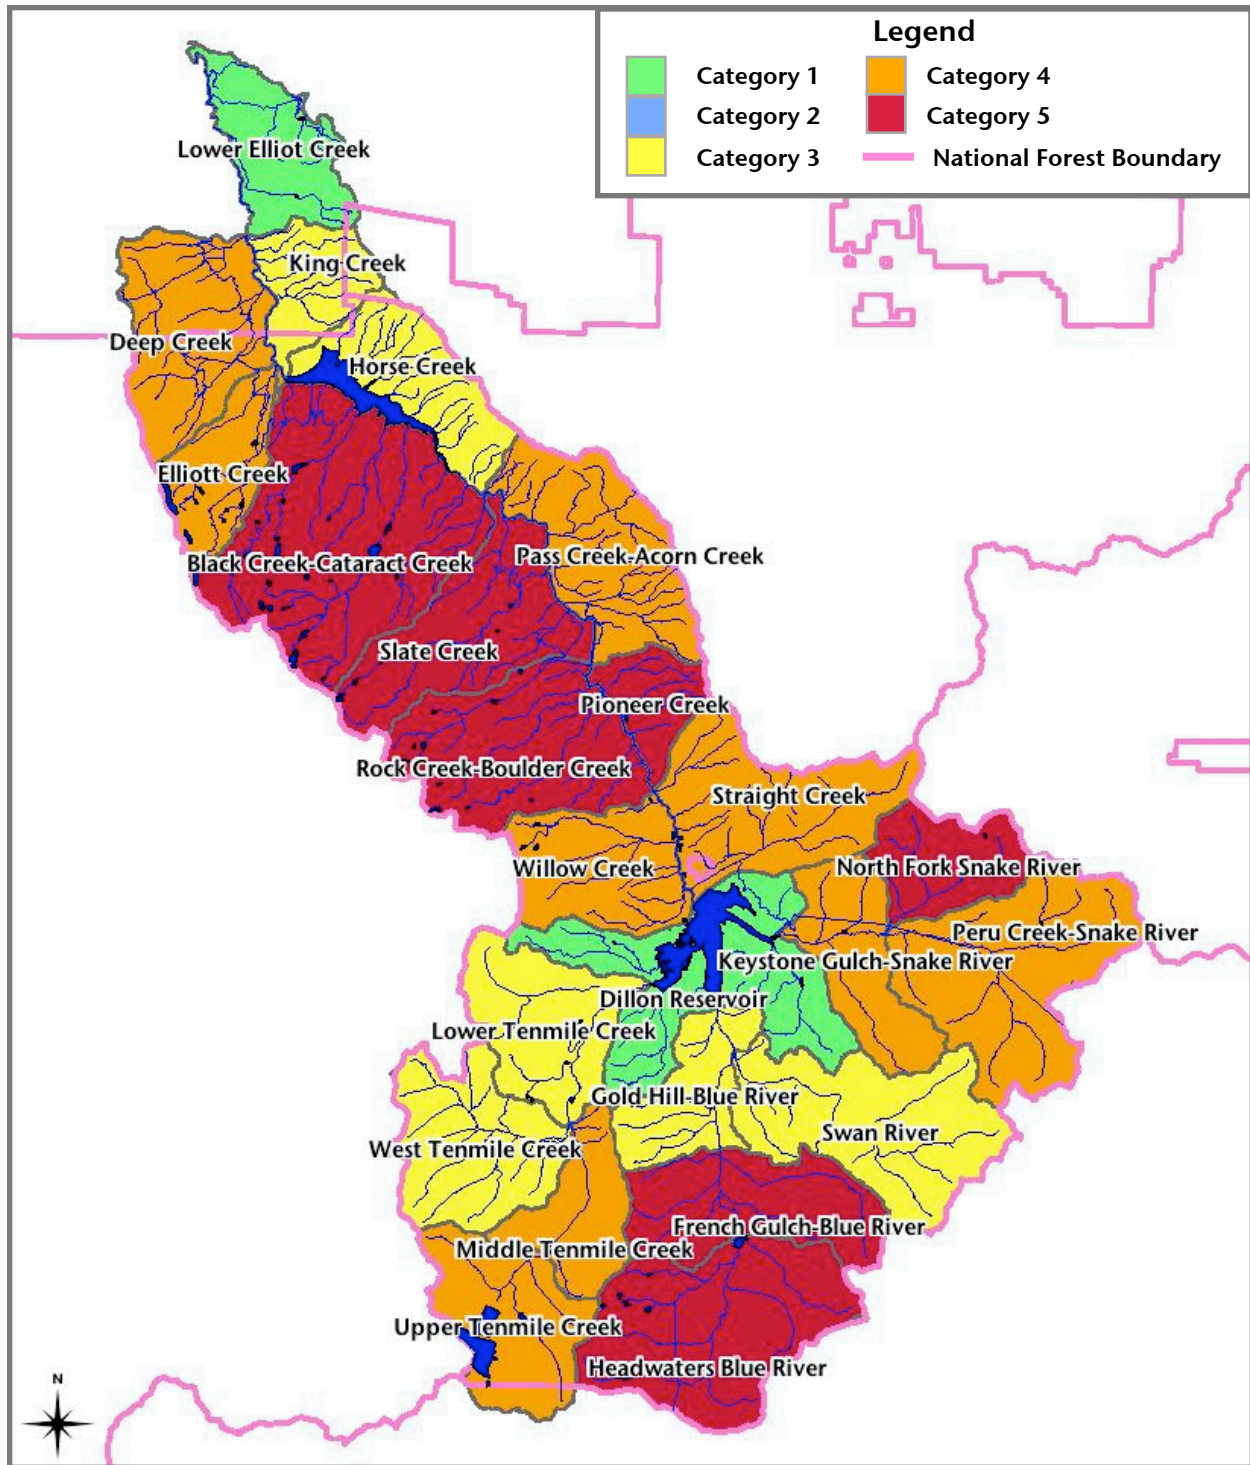 Legend
Category 1
Category 4
Category 2
Category 5
Category 3
National Forest Boundary
Lower Elliot Creek
King Creek
Deep Creek
Horse Creek
Elliott Creek
Black Creek-Cataract Creek
Pass Creek-Acorn Creek
Slate Creek
Pioneer Creek
Rock Creek-Boulder Creek
Straight Creek
Willow Creek
North Fork Snake River
Peru Creek-Snake River
Keystone Gulch-Snake River
Dillon Reservoir
Lower Tenmile Creek
Gold Hill-Blue River
Swan River
West Tenmile Creek
French Gulch-Blue River
Middle Tenmile Creek
Upper Tenmile Creek
Headwaters Blue River
N